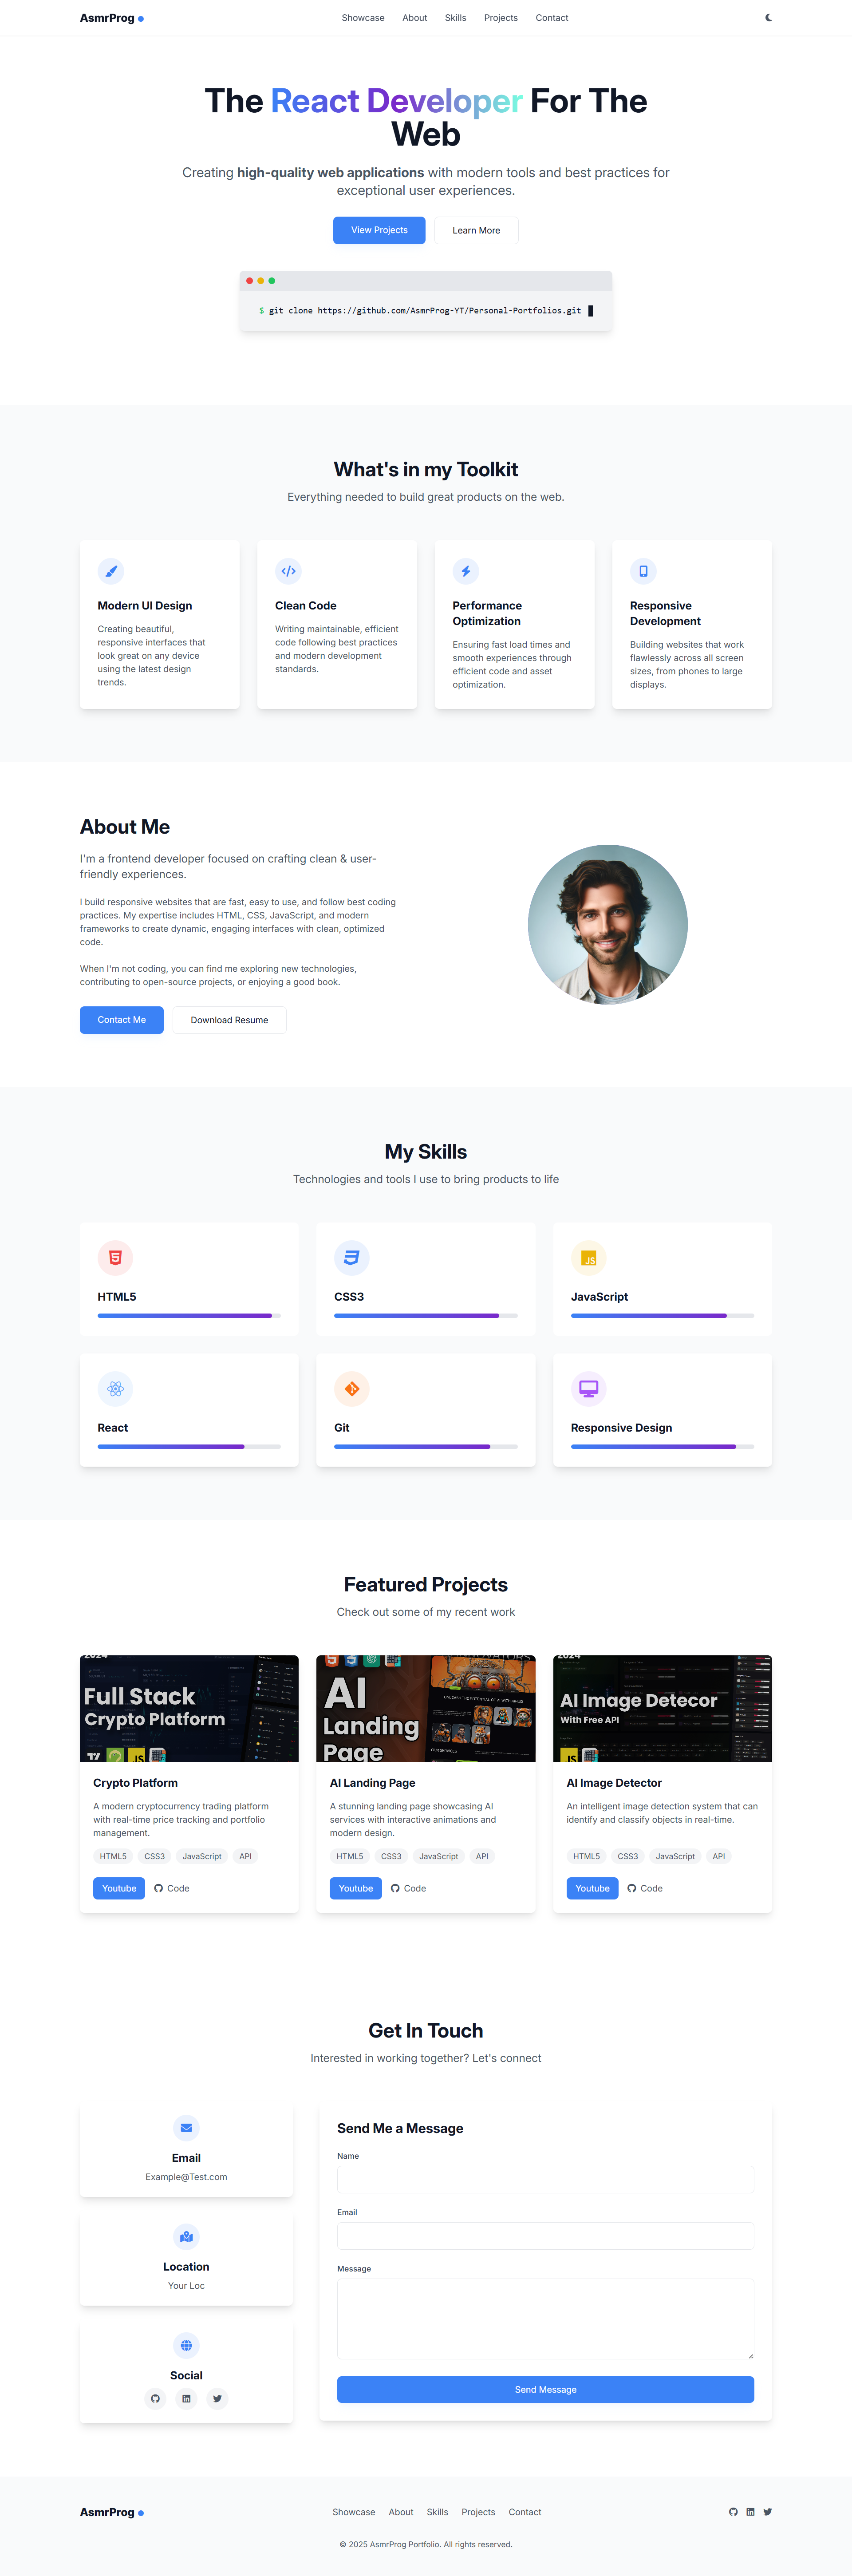 AsmrProg
Showcase About Skills Projects Contact
The React Developer For The
Web
Creating high-quality web applications with modern tools and best practices for
exceptional user experiences.
View Projects Learn More
$ git clone https://github.com/AsmrProg-YT/Personal-Portfolios.git
What's in my Toolkit
Everything needed to build great products on the web.
Modern UI Design
Creating beautiful,
responsive interfaces that
look great on any device
using the latest design
trends.
Clean Code
Writing maintainable, efficient
code following best practices
and modern development
standards.
Performance
Optimization
Ensuring fast load times and
smooth experiences through
efficient code and asset
optimization.
Responsive
Development
Building websites that work
flawlessly across all screen
sizes, from phones to large
displays.
About Me
I'm a frontend developer focused on crafting clean & user-
friendly experiences.
I build responsive websites that are fast, easy to use, and follow best coding
practices. My expertise includes HTML, CSS, JavaScript, and modern
frameworks to create dynamic, engaging interfaces with clean, optimized
code.
When I'm not coding, you can find me exploring new technologies,
contributing to open-source projects, or enjoying a good book.
Contact Me Download Resume
My Skills
Technologies and tools I use to bring products to life
HTML5
CSS3
JS
JavaScript
React
Git
Responsive Design
Featured Projects
Check out some of my recent work
2024
Full Stack
Crypto Platform
JS
Crypto Platform
A modern cryptocurrency trading platform
with real-time price tracking and portfolio
management.
HTML5 CSS3 JavaScript API
Youtube Code
AI
Landing
Page
AI Landing Page
A stunning landing page showcasing AI
services with interactive animations and
modern design.
HTML5 CSS3 JavaScript API
Youtube Code
2024
AI Image Detecor
With Free API
JS
AI Image Detector
An intelligent image detection system that can
identify and classify objects in real-time.
HTML5 CSS3 JavaScript API
Youtube Code
Get In Touch
Interested in working together? Let's connect
Email
Example@Test.com
Location
Your Loc
Social
Send Me a Message
Name
Email
Message
Send Message
AsmrProg
Showcase About Skills Projects Contact
© 2025 AsmrProg Portfolio. All rights reserved.